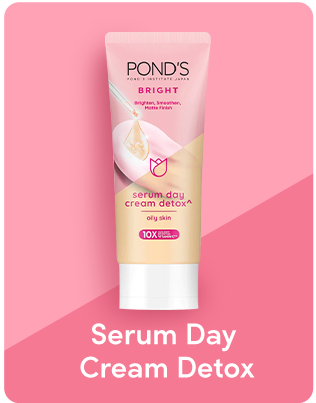 POND'S
POND'S INSTITUTE JAPAN
BRIGHT
Brighten, Smoothen,
Matte Finish
serum day
cream detox^
oily skin
10X
Serum Day
Cream Detox